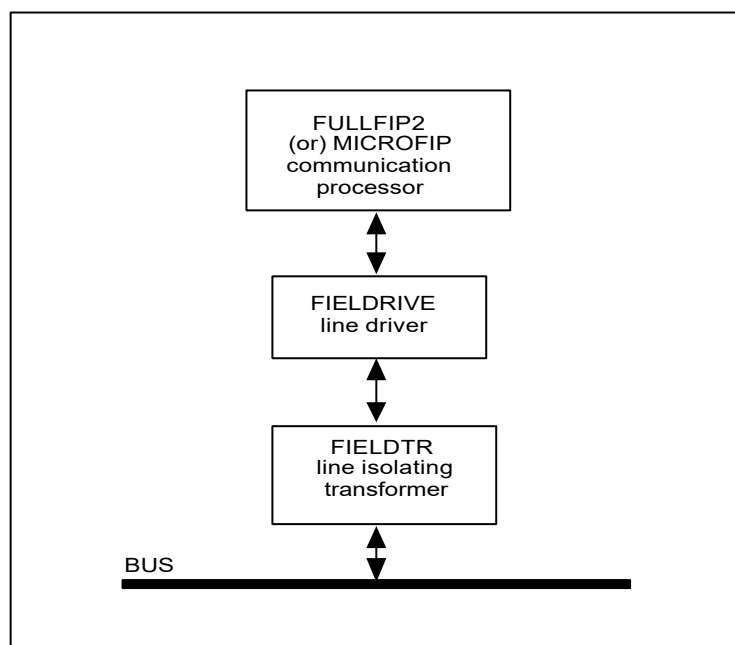 FULLFIP2
(or) MICROFIP
communication
processor
FIELDRIVE
line driver
FIELDTR
line isolating
transformer
BUS